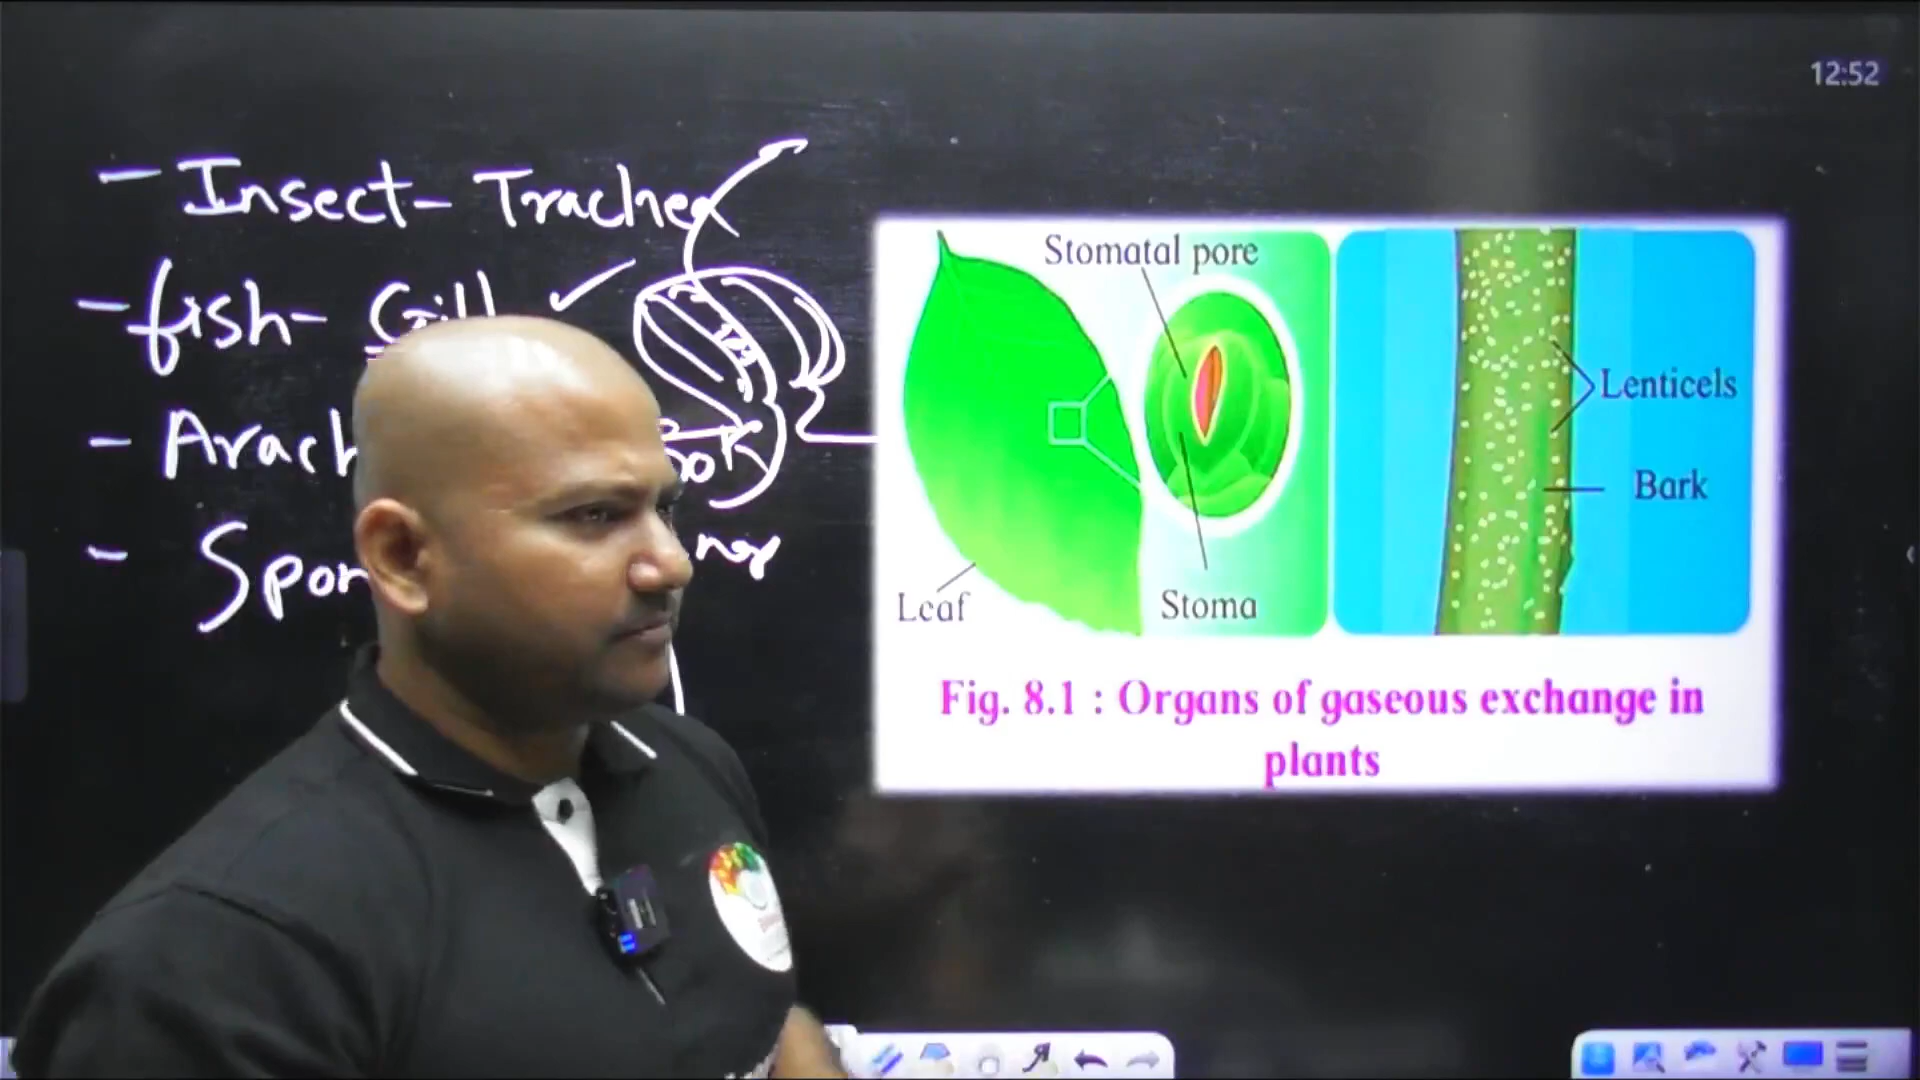 12:52
- Insect- Trachea
- fish- Gill ✓
- Arach
- Spon
Stomatal pore
Leaf
Stoma
Lenticels
Bark
Fig. 8.1 : Organs of gaseous exchange in
plants